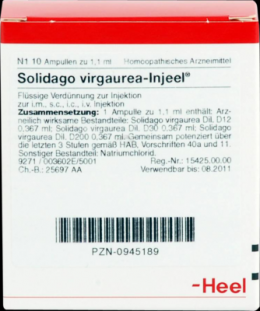 N1 10 Ampullen zu 1,1 ml Homöopathisches Arzneimittel
Solidago virgaurea-Injeel®
Flüssige Verdünnung zur Injektion
zur i.m., s.c., i.c., i.v. Injektion
Zusammensetzung: 1 Ampulle zu 1,1 ml enthält: Arz-
neilich wirksame Bestandteile: Solidago virgaurea Dil. D12
0,367 ml; Solidago virgaurea Dil. D30 0,367 ml; Solidago
virgaurea Dil. D200 0,367 ml. Gemeinsam potenziert über
die letzten 3 Stufen gemäß HAB, Vorschriften 40a und 11.
Sonstiger Bestandteil: Natriumchlorid.
9271 / 003602E/5001 Reg.-Nr.: 15425.00.00
Ch.-B.: 25697 AA Verwendbar bis: 08.2011
PZN-0945189
-Heel